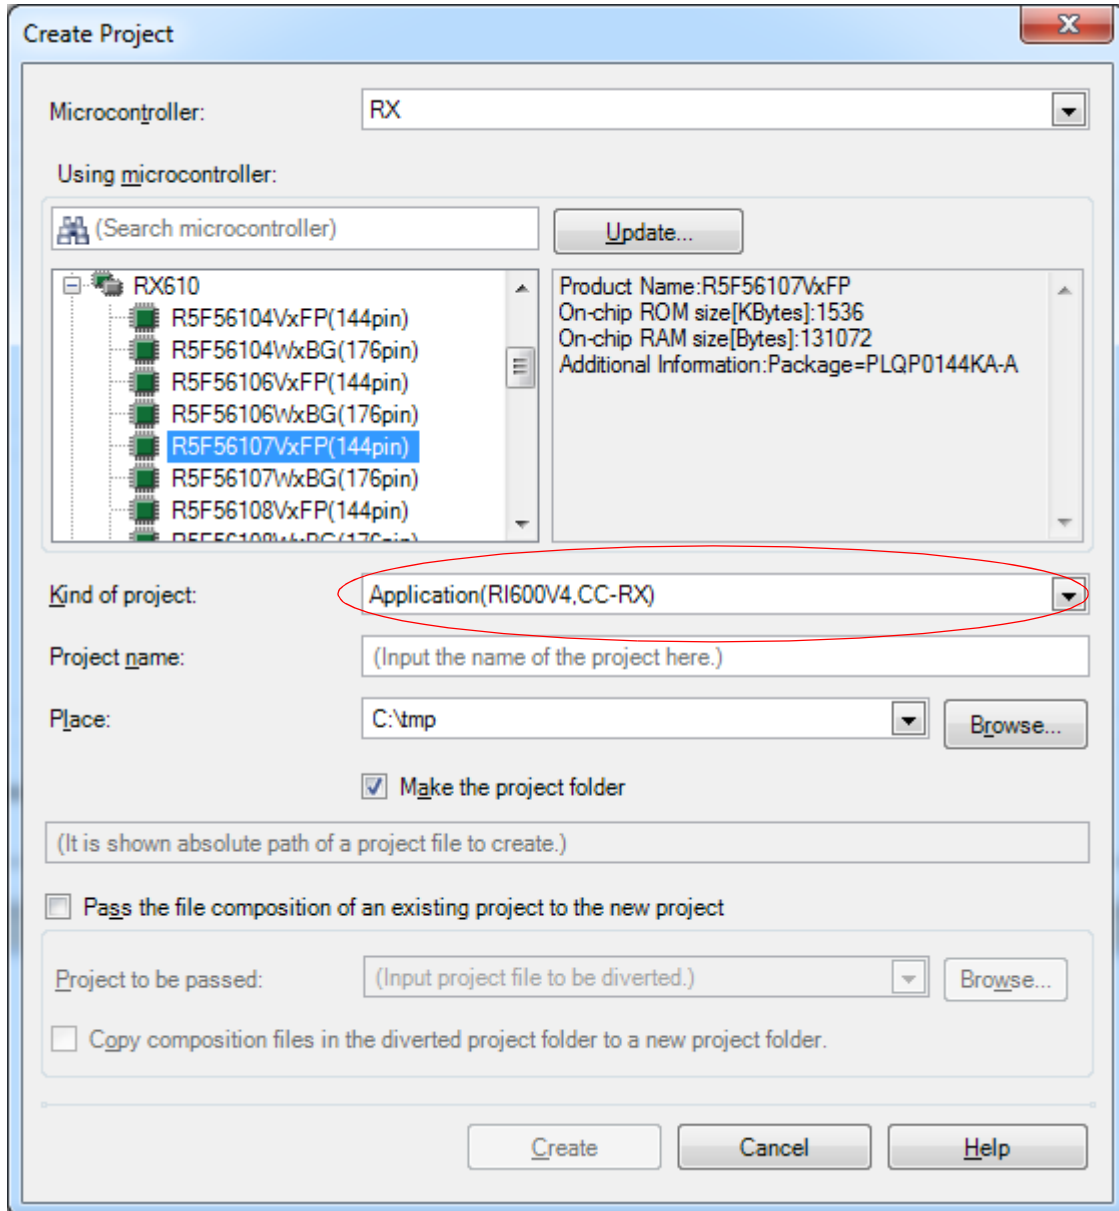 Create Project
Microcontroller:
RX
Using microcontroller:
(Search microcontroller)
Update...
RX610
R5F56104VxFP(144pin)
R5F56104WxBG(176pin)
R5F56106VxFP(144pin)
R5F56106WxBG(176pin)
R5F56107VxFP(144pin)
R5F56107WxBG(176pin)
R5F56108VxFP(144pin)
Product Name:R5F56107VxFP
On-chip ROM size[KBytes]:1536
On-chip RAM size[Bytes]:131072
Additional Information:Package=PLQP0144KA-A
Kind of project:
Application(RI600V4,CC-RX)
Project name:
(Input the name of the project here.)
Place:
C:\tmp
Browse...
Make the project folder
(It is shown absolute path of a project file to create.)
Pass the file composition of an existing project to the new project
Project to be passed:
(Input project file to be diverted.)
Browse...
Copy composition files in the diverted project folder to a new project folder.
Create
Cancel
Help